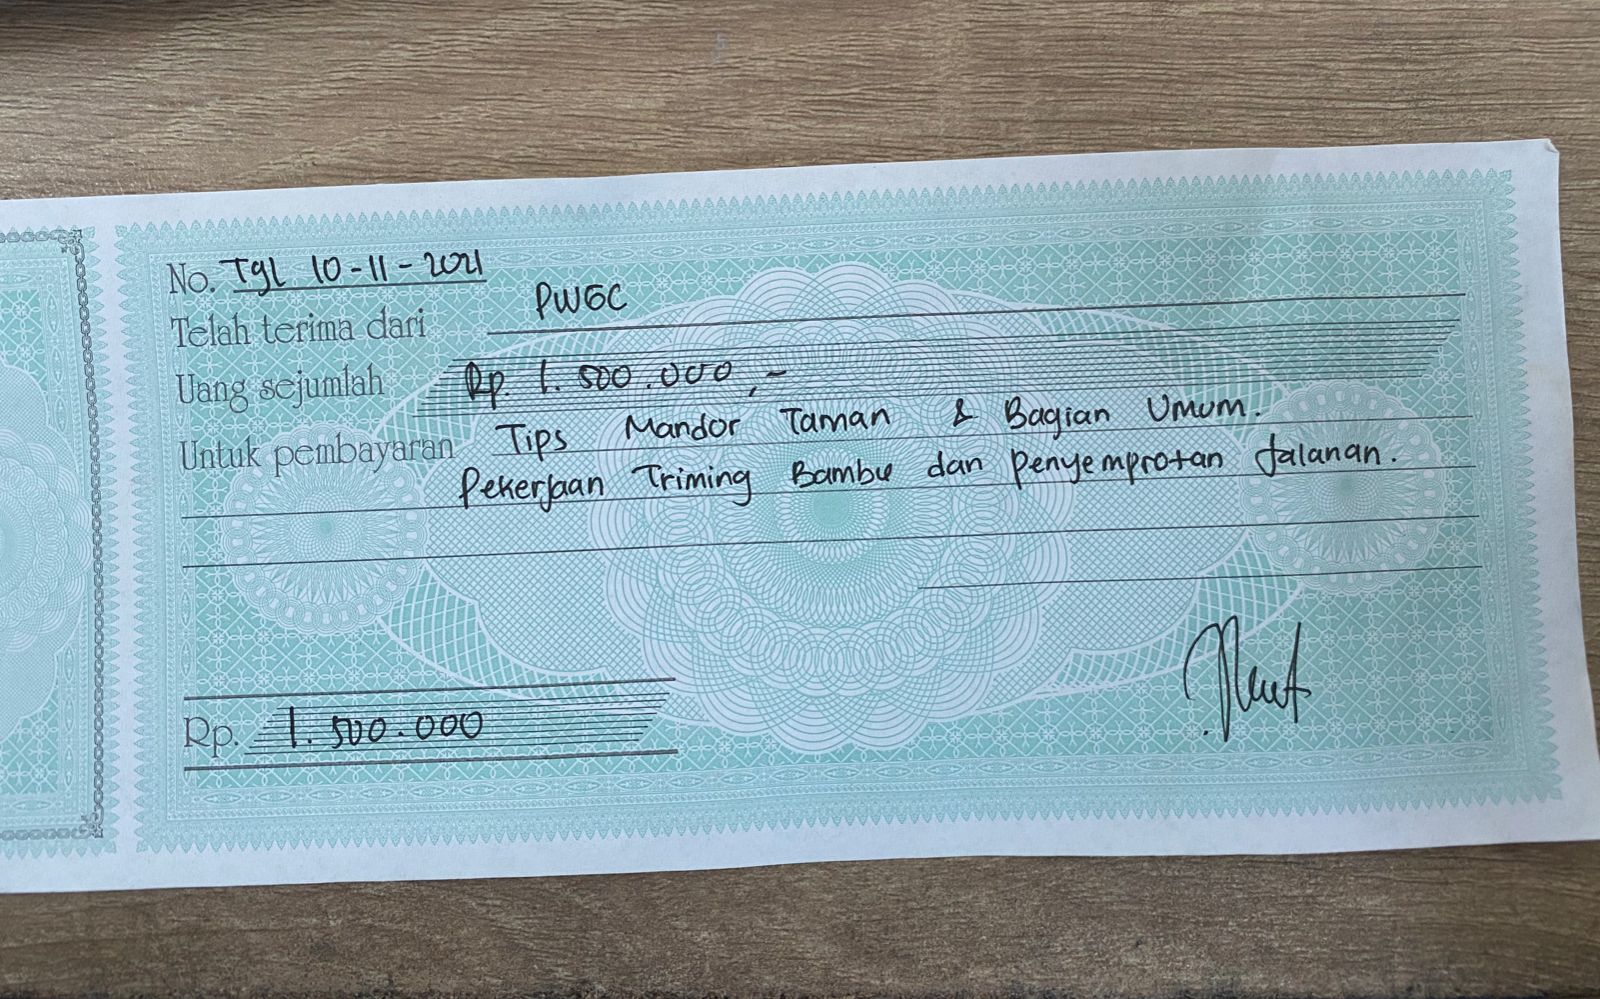 No. Tgl 10-11-2021
Telah terima dari PWGC
Uang sejumlah Rp. 1.500.000,-
Untuk pembayaran Tips Mandor Taman & Bagian Umum.
Pekerjaan Triming Bambu dan Penyemprotan Jalanan.
Rp. 1.500.000